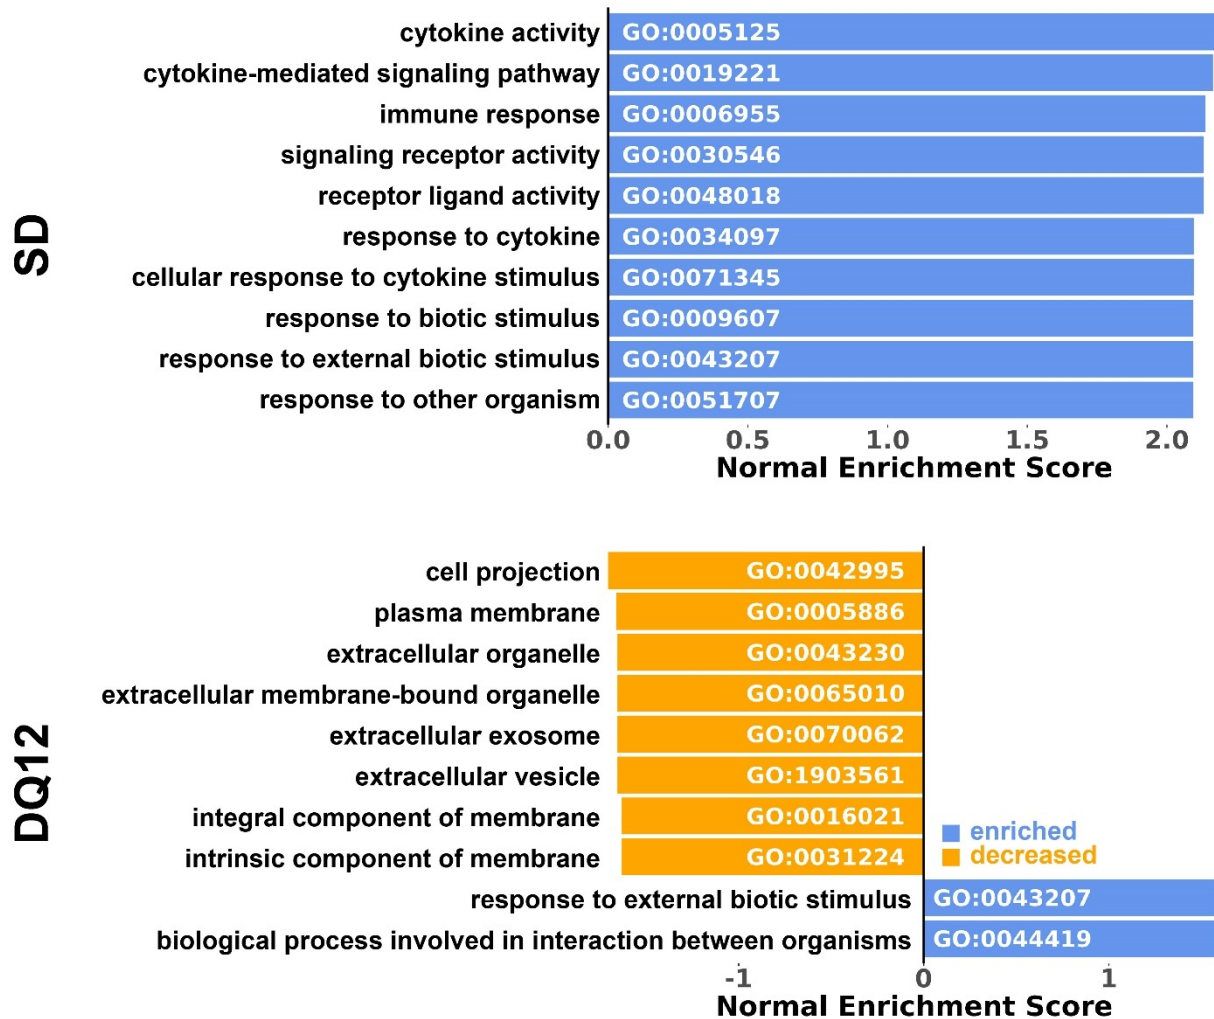 SD
cytokine activity GO:0005125
cytokine-mediated signaling pathway GO:0019221
immune response GO:0006955
signaling receptor activity GO:0030546
receptor ligand activity GO:0048018
response to cytokine GO:0034097
cellular response to cytokine stimulus GO:0071345
response to biotic stimulus GO:0009607
response to external biotic stimulus GO:0043207
response to other organism GO:0051707
0.0 0.5 1.0 1.5 2.0
Normal Enrichment Score
DQ12
cell projection GO:0042995
plasma membrane GO:0005886
extracellular organelle GO:0043230
extracellular membrane-bound organelle GO:0065010
extracellular exosome GO:0070062
extracellular vesicle GO:1903561
integral component of membrane GO:0016021
intrinsic component of membrane GO:0031224
enriched
decreased
response to external biotic stimulus GO:0043207
biological process involved in interaction between organisms GO:0044419
-1 0 1
Normal Enrichment Score